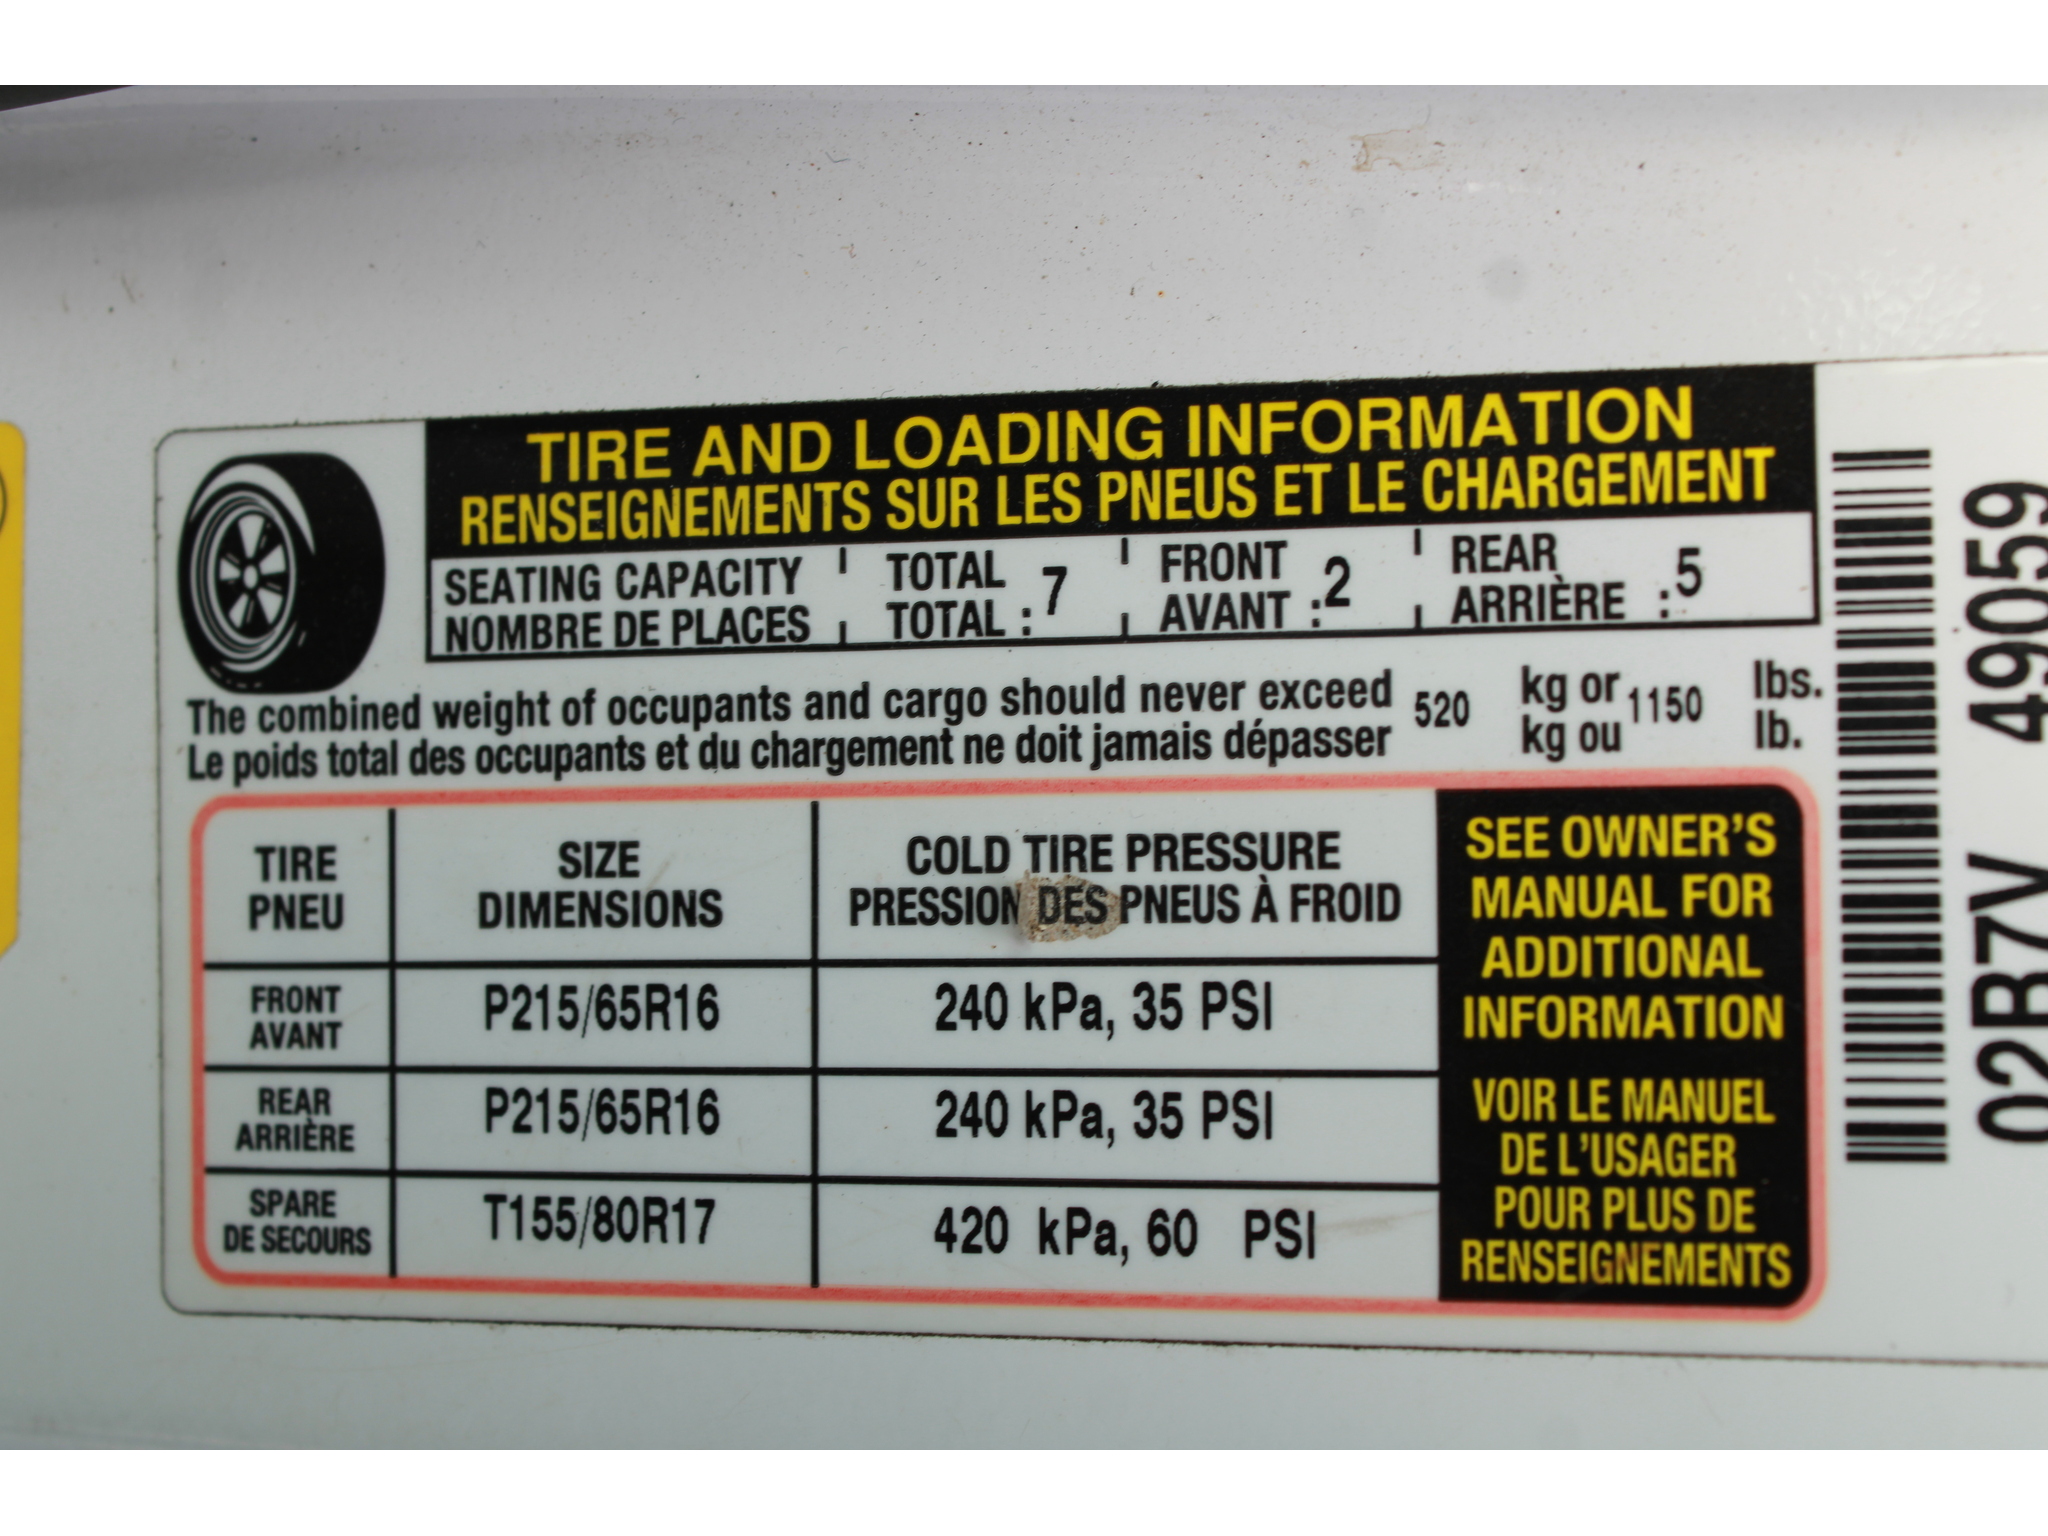 TIRE AND LOADING INFORMATION
RENSEIGNEMENTS SUR LES PNEUS ET LE CHARGEMENT
SEATING CAPACITY TOTAL FRONT REAR
NOMBRE DE PLACES TOTAL : 7 AVANT : 2 ARRIÈRE : 5
The combined weight of occupants and cargo should never exceed 520 kg or 1150 lbs.
Le poids total des occupants et du chargement ne doit jamais dépasser kg ou lb.
TIRE SIZE COLD TIRE PRESSURE
PNEU DIMENSIONS PRESSION DES PNEUS À FROID
FRONT
AVANT
P215/65R16 240 kPa, 35 PSI
REAR
ARRIÈRE
P215/65R16 240 kPa, 35 PSI
SPARE
DE SECOURS
T155/80R17 420 kPa, 60 PSI
SEE OWNER'S
MANUAL FOR
ADDITIONAL
INFORMATION
VOIR LE MANUEL
DE L'USAGER
POUR PLUS DE
RENSEIGNEMENTS
02B7V 49059